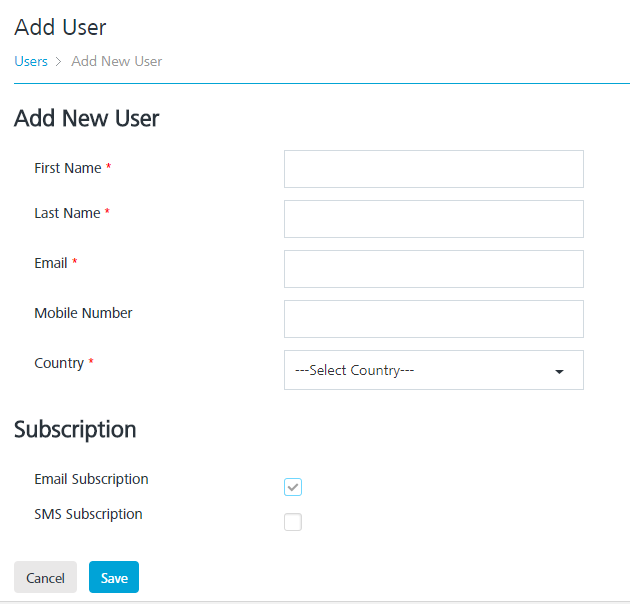 Add User
Users > Add New User
Add New User
First Name *
Last Name *
Email *
Mobile Number
Country *
---Select Country---
Subscription
Email Subscription
SMS Subscription
Cancel Save